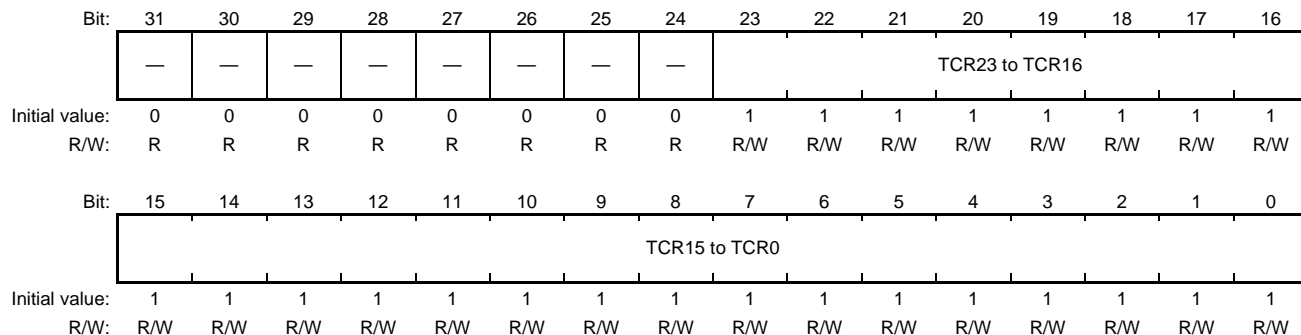 Bit: 31 30 29 28 27 26 25 24 23 22 21 20 19 18 17 16
— — — — — — — — TCR23 to TCR16
Initial value: 0 0 0 0 0 0 0 0 1 1 1 1 1 1 1 1
R/W: R R R R R R R R R/W R/W R/W R/W R/W R/W R/W R/W
Bit: 15 14 13 12 11 10 9 8 7 6 5 4 3 2 1 0
TCR15 to TCR0
Initial value: 1 1 1 1 1 1 1 1 1 1 1 1 1 1 1 1
R/W: R/W R/W R/W R/W R/W R/W R/W R/W R/W R/W R/W R/W R/W R/W R/W R/W